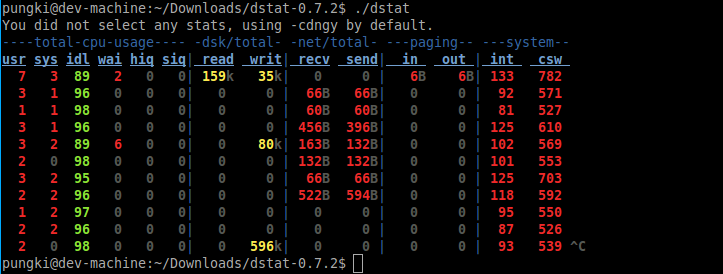 pungki@dev-machine:~/Downloads/dstat-0.7.2$ ./dstat
You did not select any stats, using -cdngy by default.
----total-cpu-usage---- -dsk/total- -net/total- ---paging-- ---system--
usr sys idl wai hiq siq| read  writ| recv  send|  in   out | int   csw
  7   3  89   2   0   0| 159k   35k|   0     0 |   6B    6B| 133   782
  3   1  96   0   0   0|   0     0 |  66B   66B|   0     0 |  92   571
  1   1  98   0   0   0|   0     0 |  60B   60B|   0     0 |  81   527
  3   1  96   0   0   0|   0     0 | 456B  396B|   0     0 | 125   610
  3   2  89   6   0   0|   0    80k| 163B  132B|   0     0 | 102   569
  2   0  98   0   0   0|   0     0 | 132B  132B|   0     0 | 101   553
  3   2  95   0   0   0|   0     0 |  66B   66B|   0     0 | 125   703
  2   2  96   0   0   0|   0     0 | 522B  594B|   0     0 | 118   592
  1   2  97   0   0   0|   0     0 |   0     0 |   0     0 |  95   550
  2   2  96   0   0   0|   0     0 |   0     0 |   0     0 |  87   526
  2   0  98   0   0   0|   0   596k|   0     0 |   0     0 |  93   539 ^C
pungki@dev-machine:~/Downloads/dstat-0.7.2$